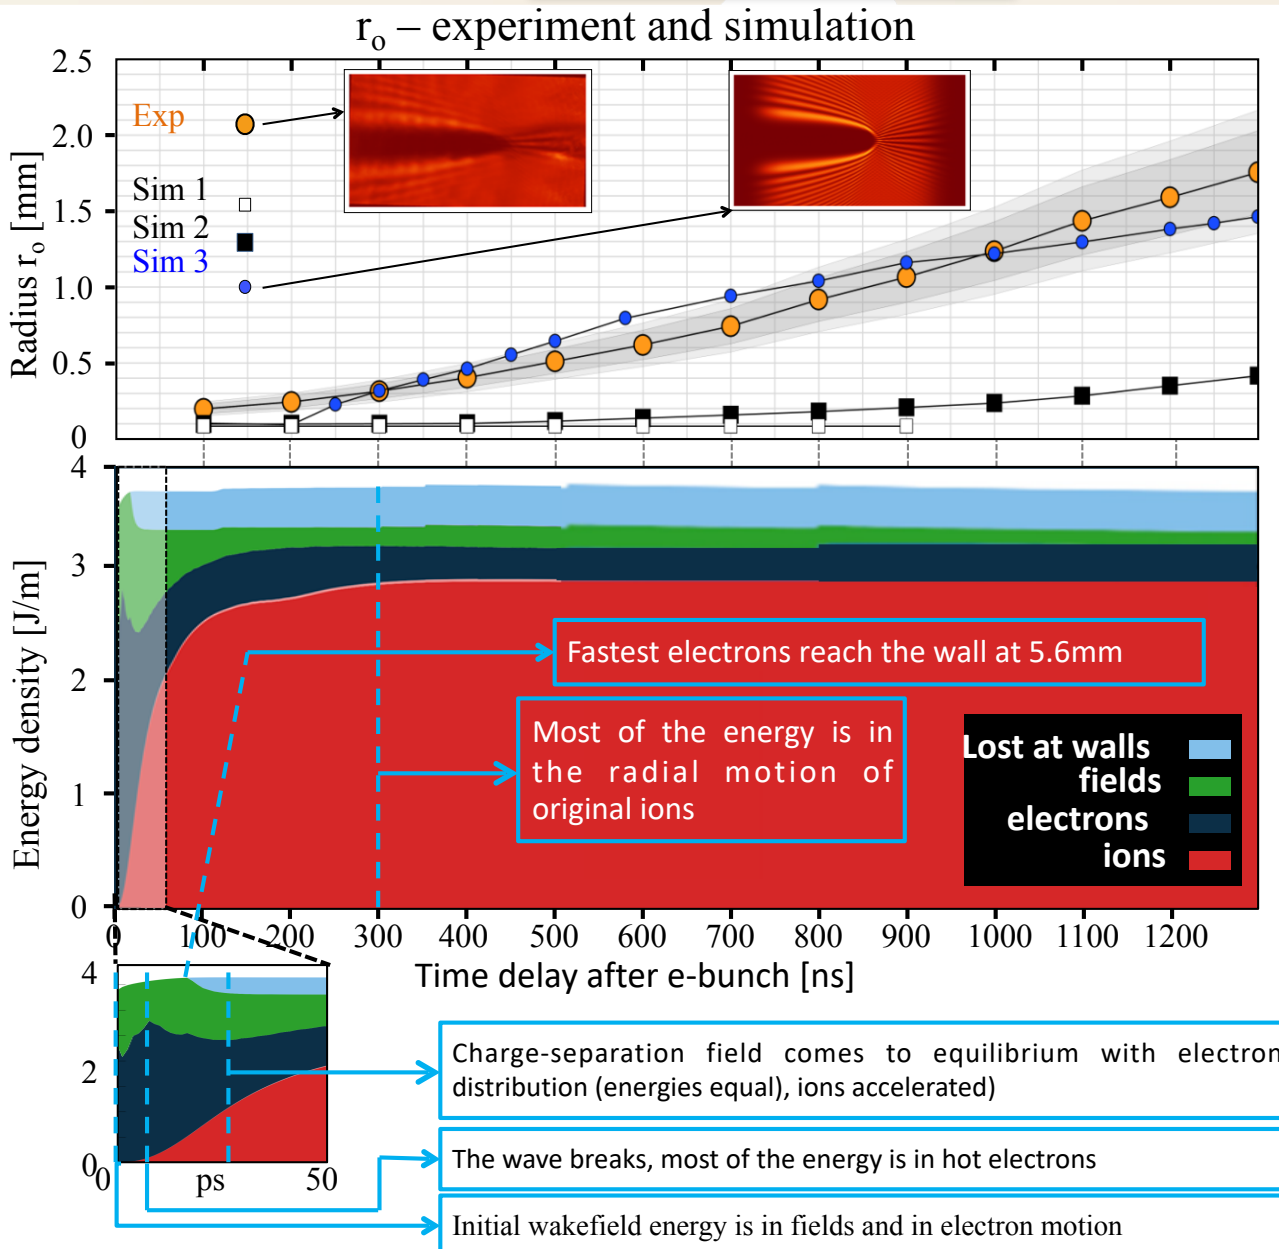 r₀ – experiment and simulation
2.5
2.0
1.5
1.0
0.5
0
Radius r₀ [mm]
Exp
Sim 1
Sim 2
Sim 3
4
3
2
1
0
Energy density [J/m]
Fastest electrons reach the wall at 5.6mm
Most of the energy is in
the radial motion of
original ions
Lost at walls
fields
electrons
ions
100 200 300 400 500 600 700 800 900 1000 1100 1200
Time delay after e-bunch [ns]
4
2
0
0 ps 50
Charge-separation field comes to equilibrium with electron
distribution (energies equal), ions accelerated)
The wave breaks, most of the energy is in hot electrons
Initial wakefield energy is in fields and in electron motion